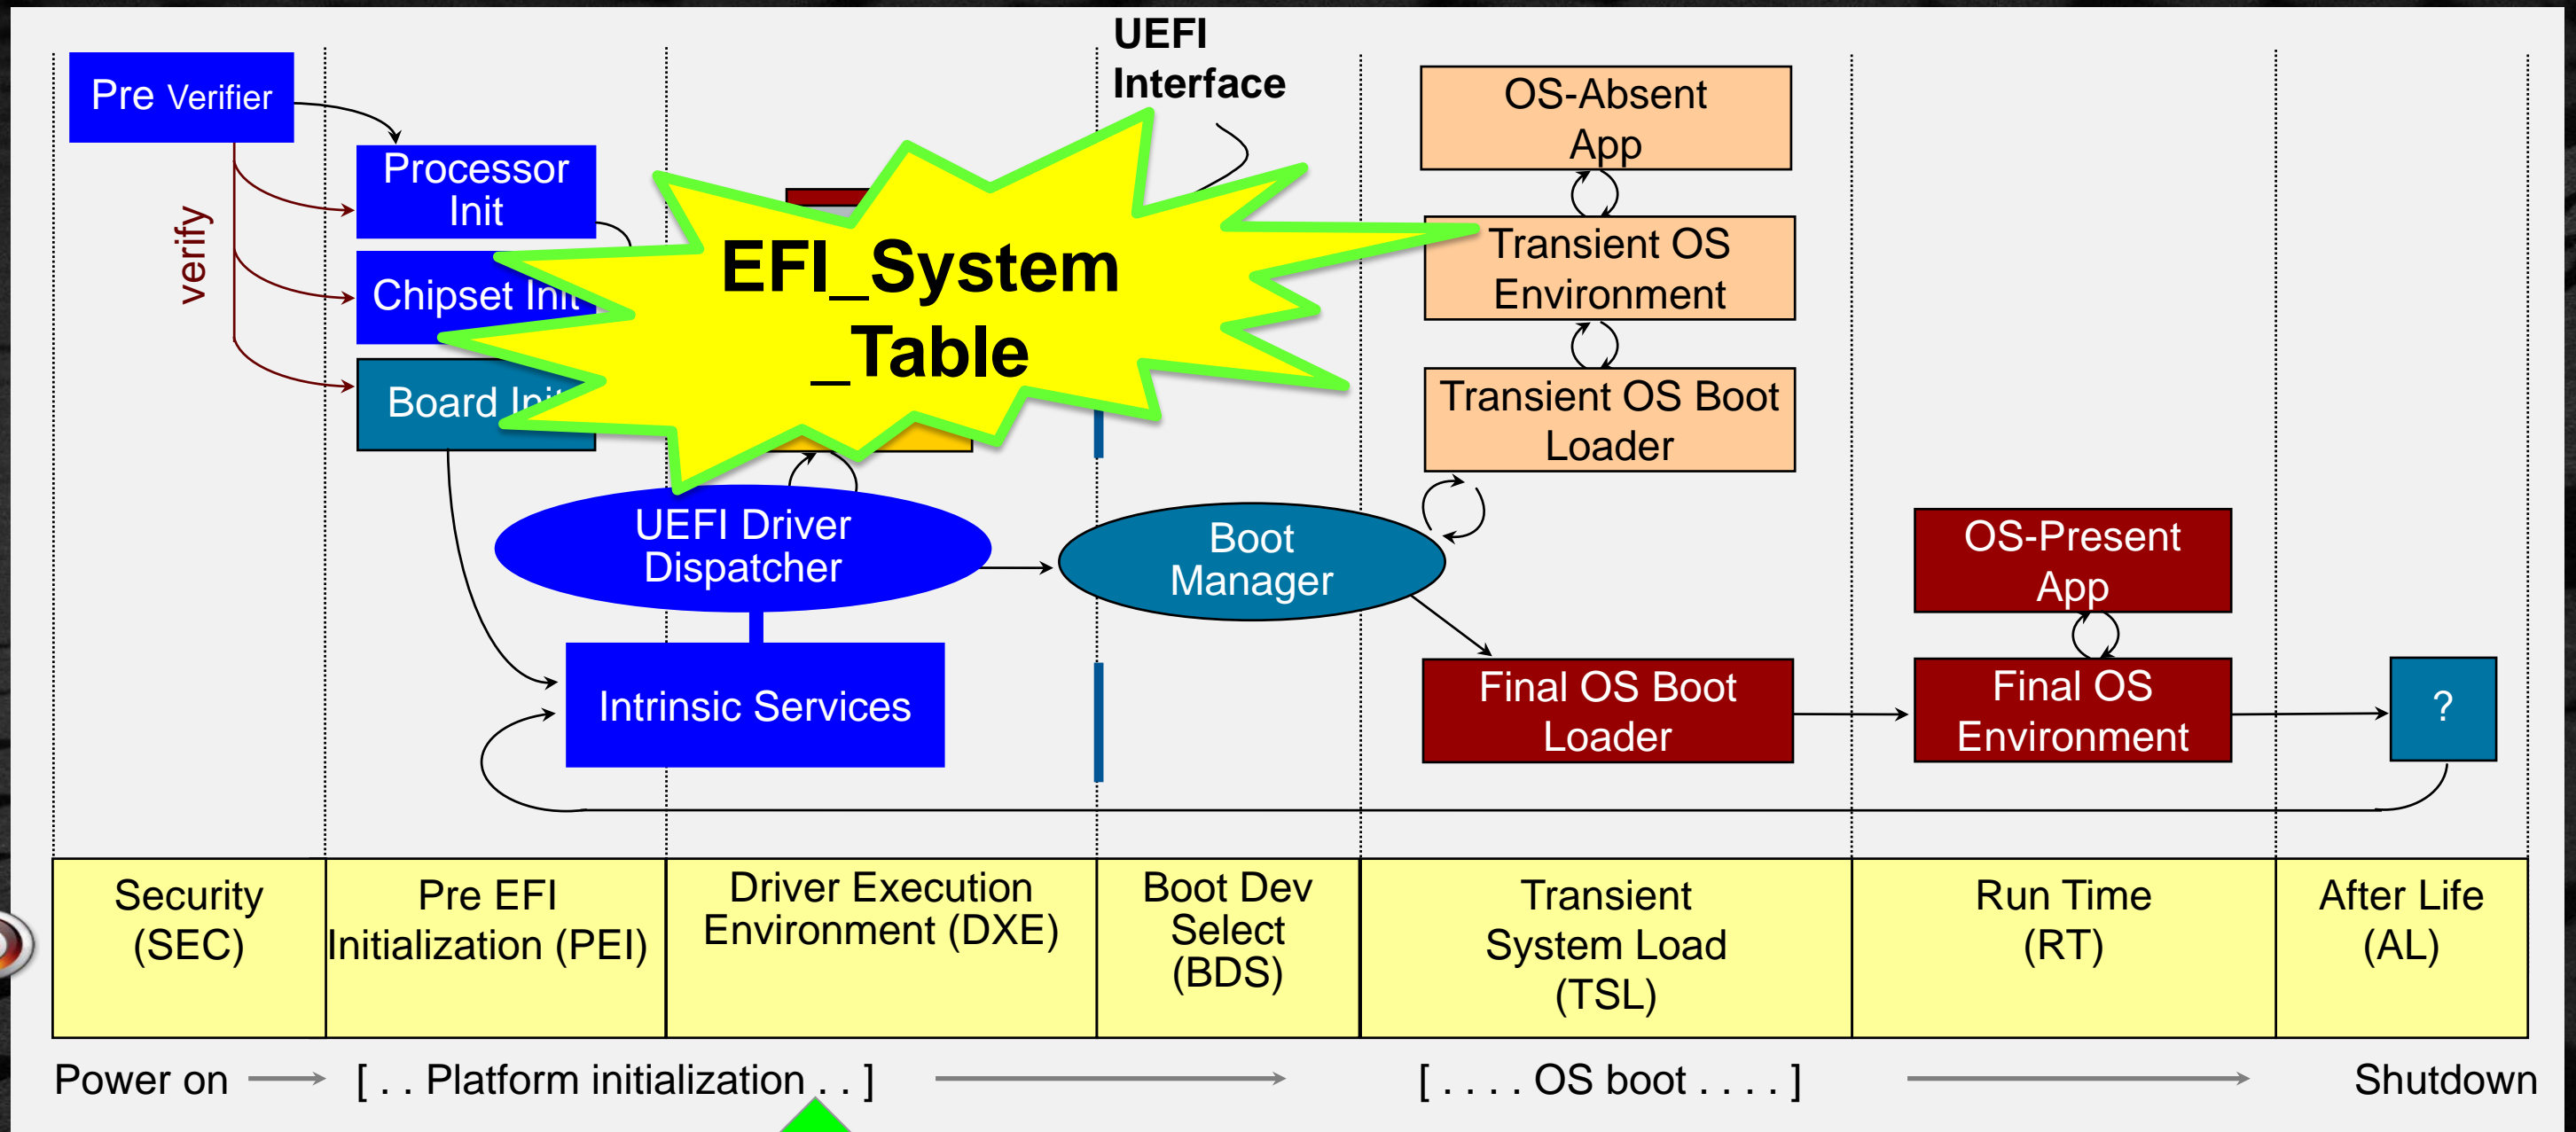 UEFI
Interface
Pre Verifier
Processor
Init
verify
Chipset Init
Board Init
EFI_System
_Table
OS-Absent
App
Transient OS
Environment
Transient OS Boot
Loader
UEFI Driver
Dispatcher
Boot
Manager
Intrinsic Services
OS-Present
App
Final OS Boot
Loader
Final OS
Environment
?
Security
(SEC)
Pre EFI
Initialization (PEI)
Driver Execution
Environment (DXE)
Boot Dev
Select
(BDS)
Transient
System Load
(TSL)
Run Time
(RT)
After Life
(AL)
Power on
[ . . Platform initialization . . ]
[ . . . . OS boot . . . . ]
Shutdown